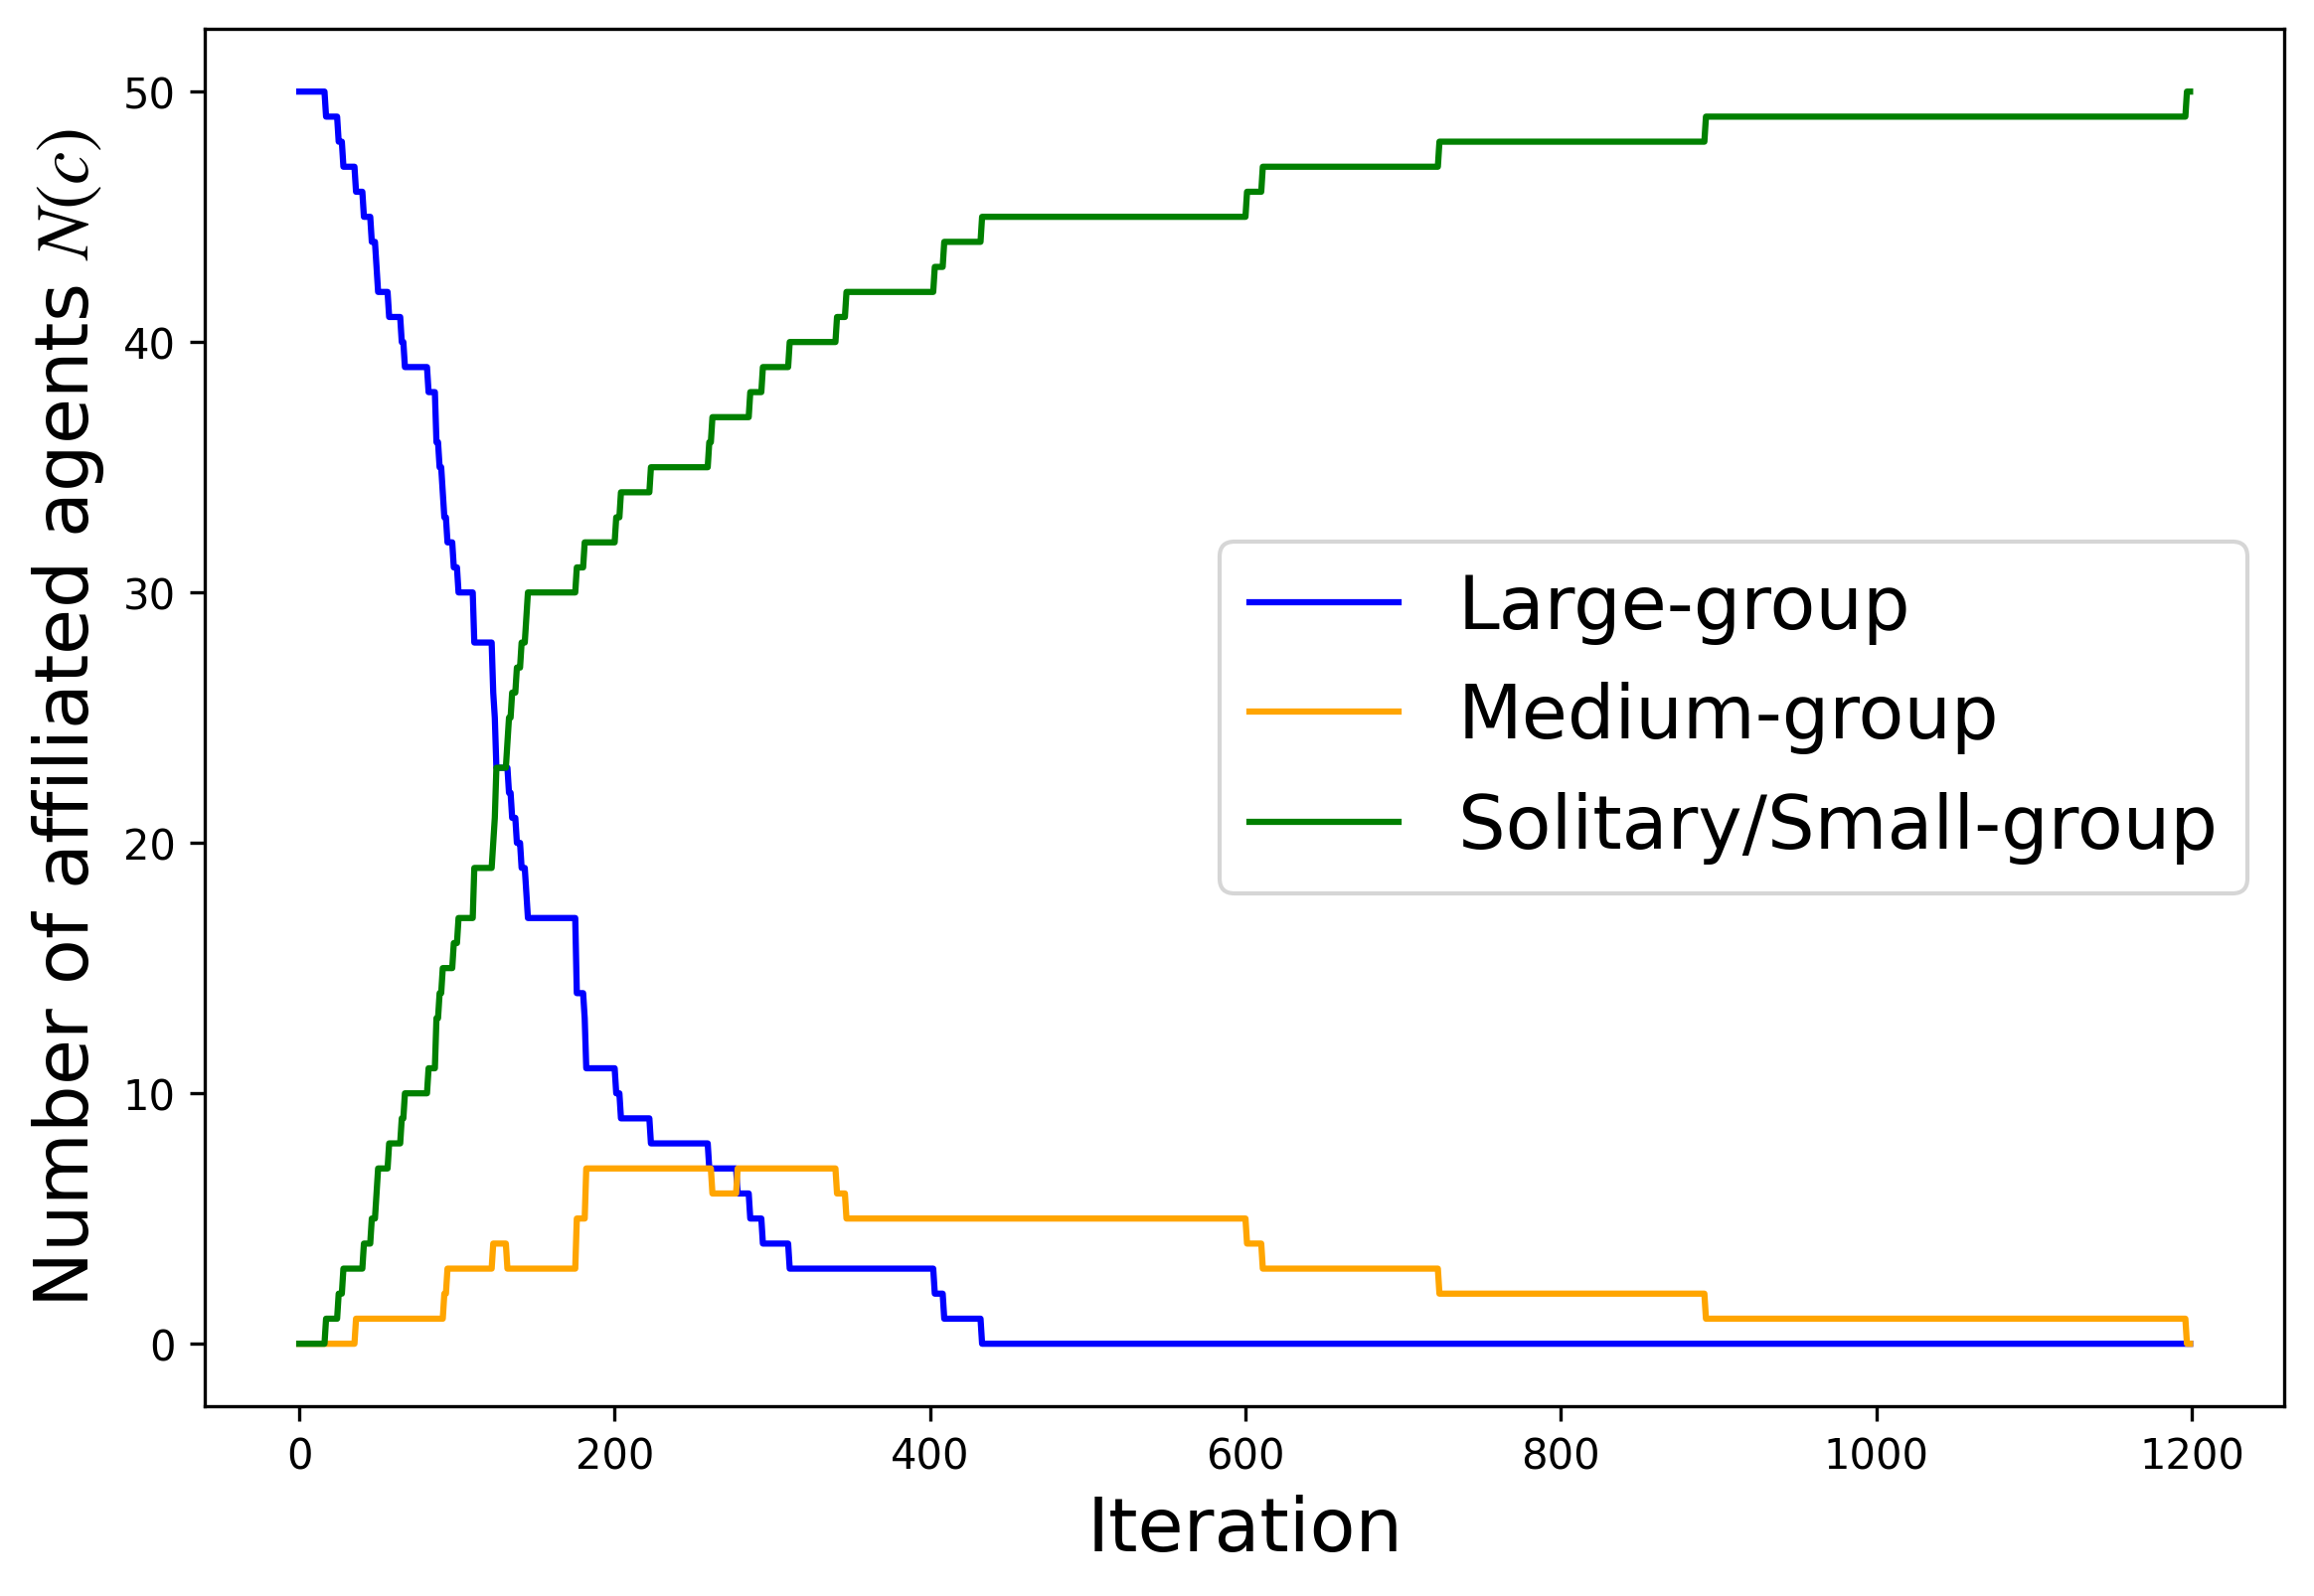 Number of affiliated agents N(c)
50
40
30
20
10
0
Large-group
Medium-group
Solitary/Small-group
0 200 400 600 800 1000 1200
Iteration